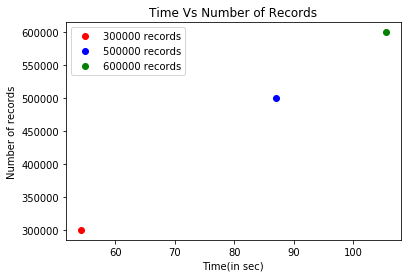 Time Vs Number of Records
300000 records
500000 records
600000 records
Number of records
600000
550000
500000
450000
400000
350000
300000
60
70
80
90
100
Time(in sec)